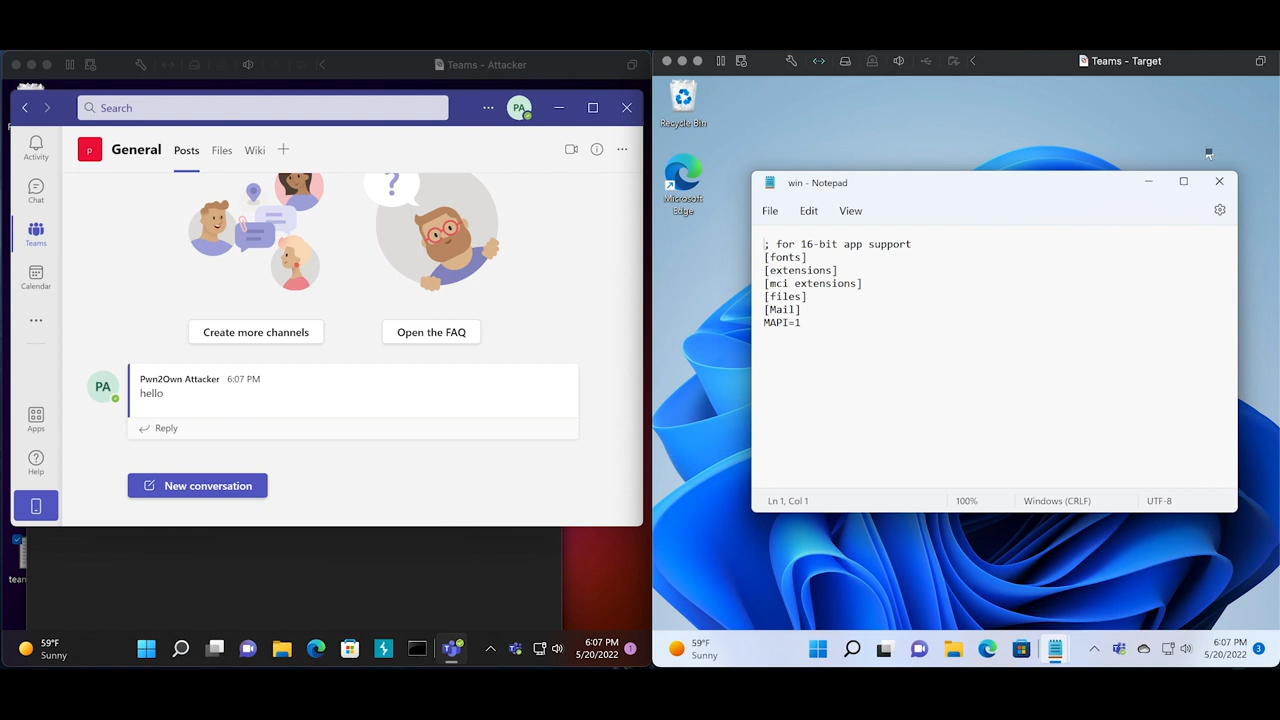 Teams - Attacker
Search
PA
Activity
Chat
Teams
Calendar
Apps
Help
p
General
Posts
Files
Wiki
?
Create more channels
Open the FAQ
PA
Pwn2Own Attacker
6:07 PM
hello
Reply
New conversation
team
59°F
Sunny
6:07 PM
5/20/2022
1
Teams - Target
Recycle Bin
Microsoft
Edge
win - Notepad
File
Edit
View
; for 16-bit app support
[fonts]
[extensions]
[mci extensions]
[files]
[Mail]
MAPI=1
Ln 1, Col 1
100%
Windows (CRLF)
UTF-8
59°F
Sunny
6:07 PM
5/20/2022
3